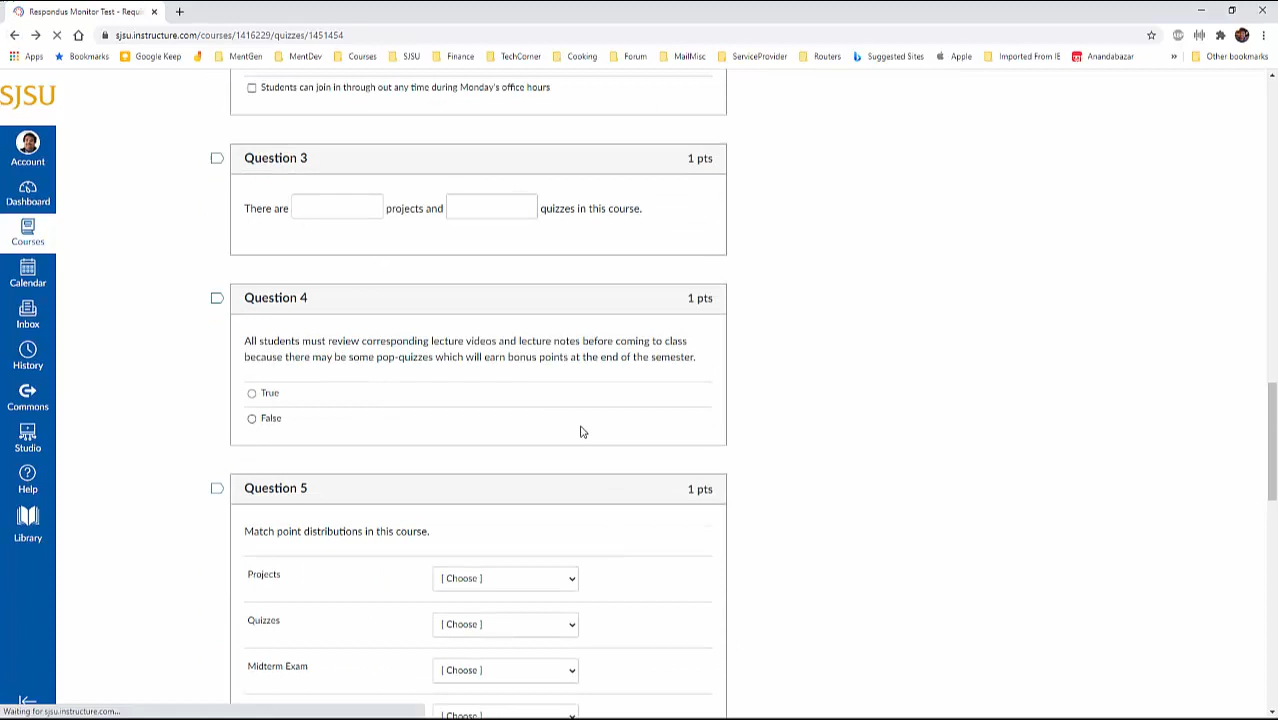 Respondus Monitor Test - Requi
sjsu.instructure.com/courses/1416229/quizzes/1451454
Apps Bookmarks Google Keep MentGen MentDev Courses SJSU Finance TechCorner Cooking Forum MailMisc ServiceProvider Routers Suggested Sites Apple Imported From IE Anandabazar » Other bookmarks
SJSU
Account
Dashboard
Courses
Calendar
Inbox
History
Commons
Studio
Help
Library
Students can join in through out any time during Monday's office hours
Question 3 1 pts
There are projects and quizzes in this course.
Question 4 1 pts
All students must review corresponding lecture videos and lecture notes before coming to class
because there may be some pop-quizzes which will earn bonus points at the end of the semester.
True
False
Question 5 1 pts
Match point distributions in this course.
Projects [ Choose ]
Quizzes [ Choose ]
Midterm Exam [ Choose ]
[ Choose ]
Waiting for sjsu.instructure.com...